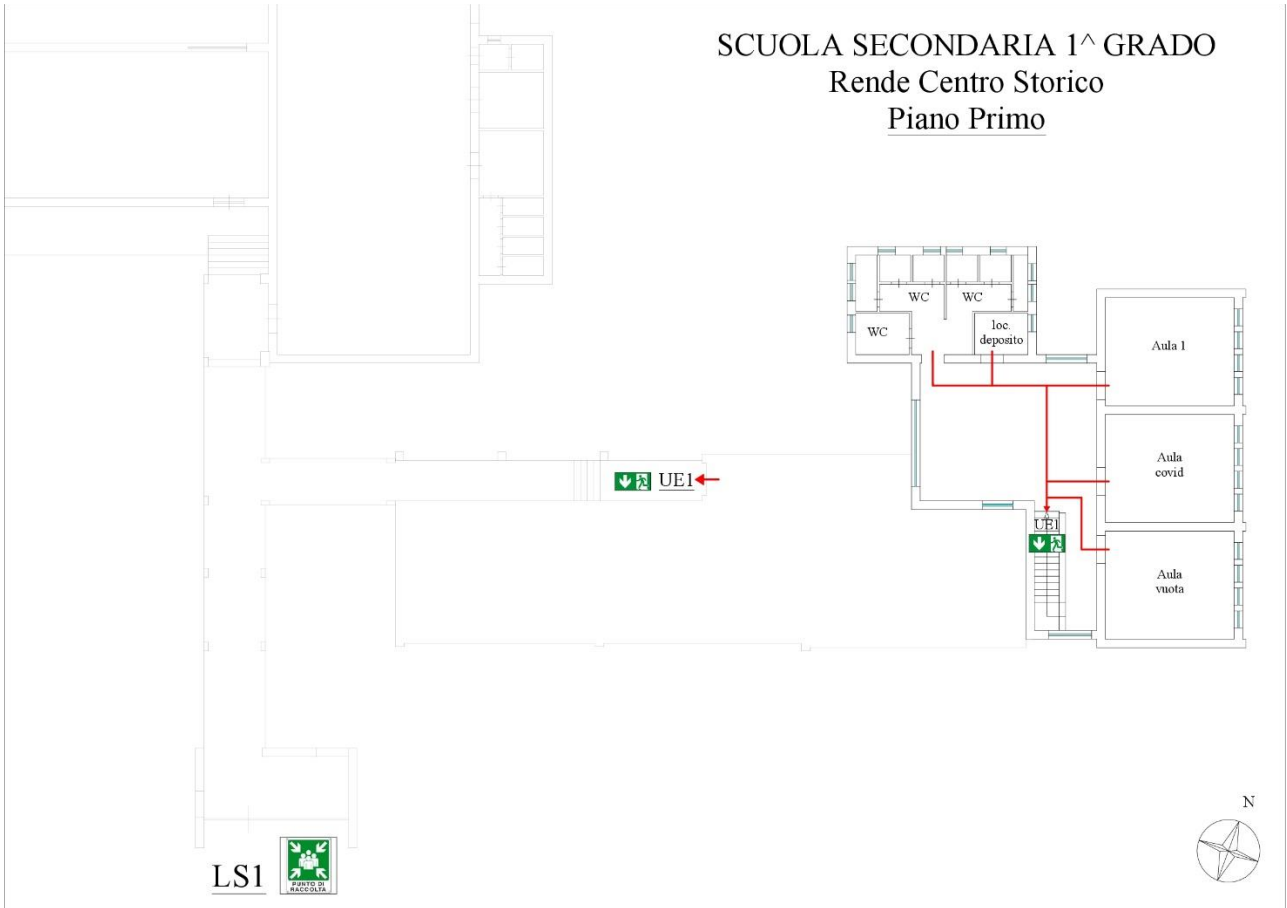 SCUOLA SECONDARIA 1^ GRADO
Rende Centro Storico
Piano Primo
WC
WC
WC
loc.
deposito
Aula 1
Aula
covid
UE1
UE1
Aula
vuota
N
LS1
PUNTO DI
RACCOLTA